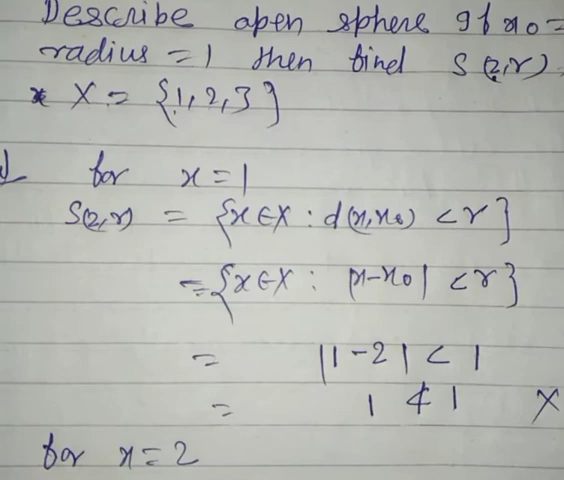 Describe open sphere If x0 =
radius = 1 then find S(2,r).
* X = {1, 2, 3}
for x = 1
S(2,r) = {x ∈ X : d(x, x0) < r}
= {x ∈ X : |x - x0| < r}
= |1 - 2| < 1
= 1 ≮ 1 X
for x = 2